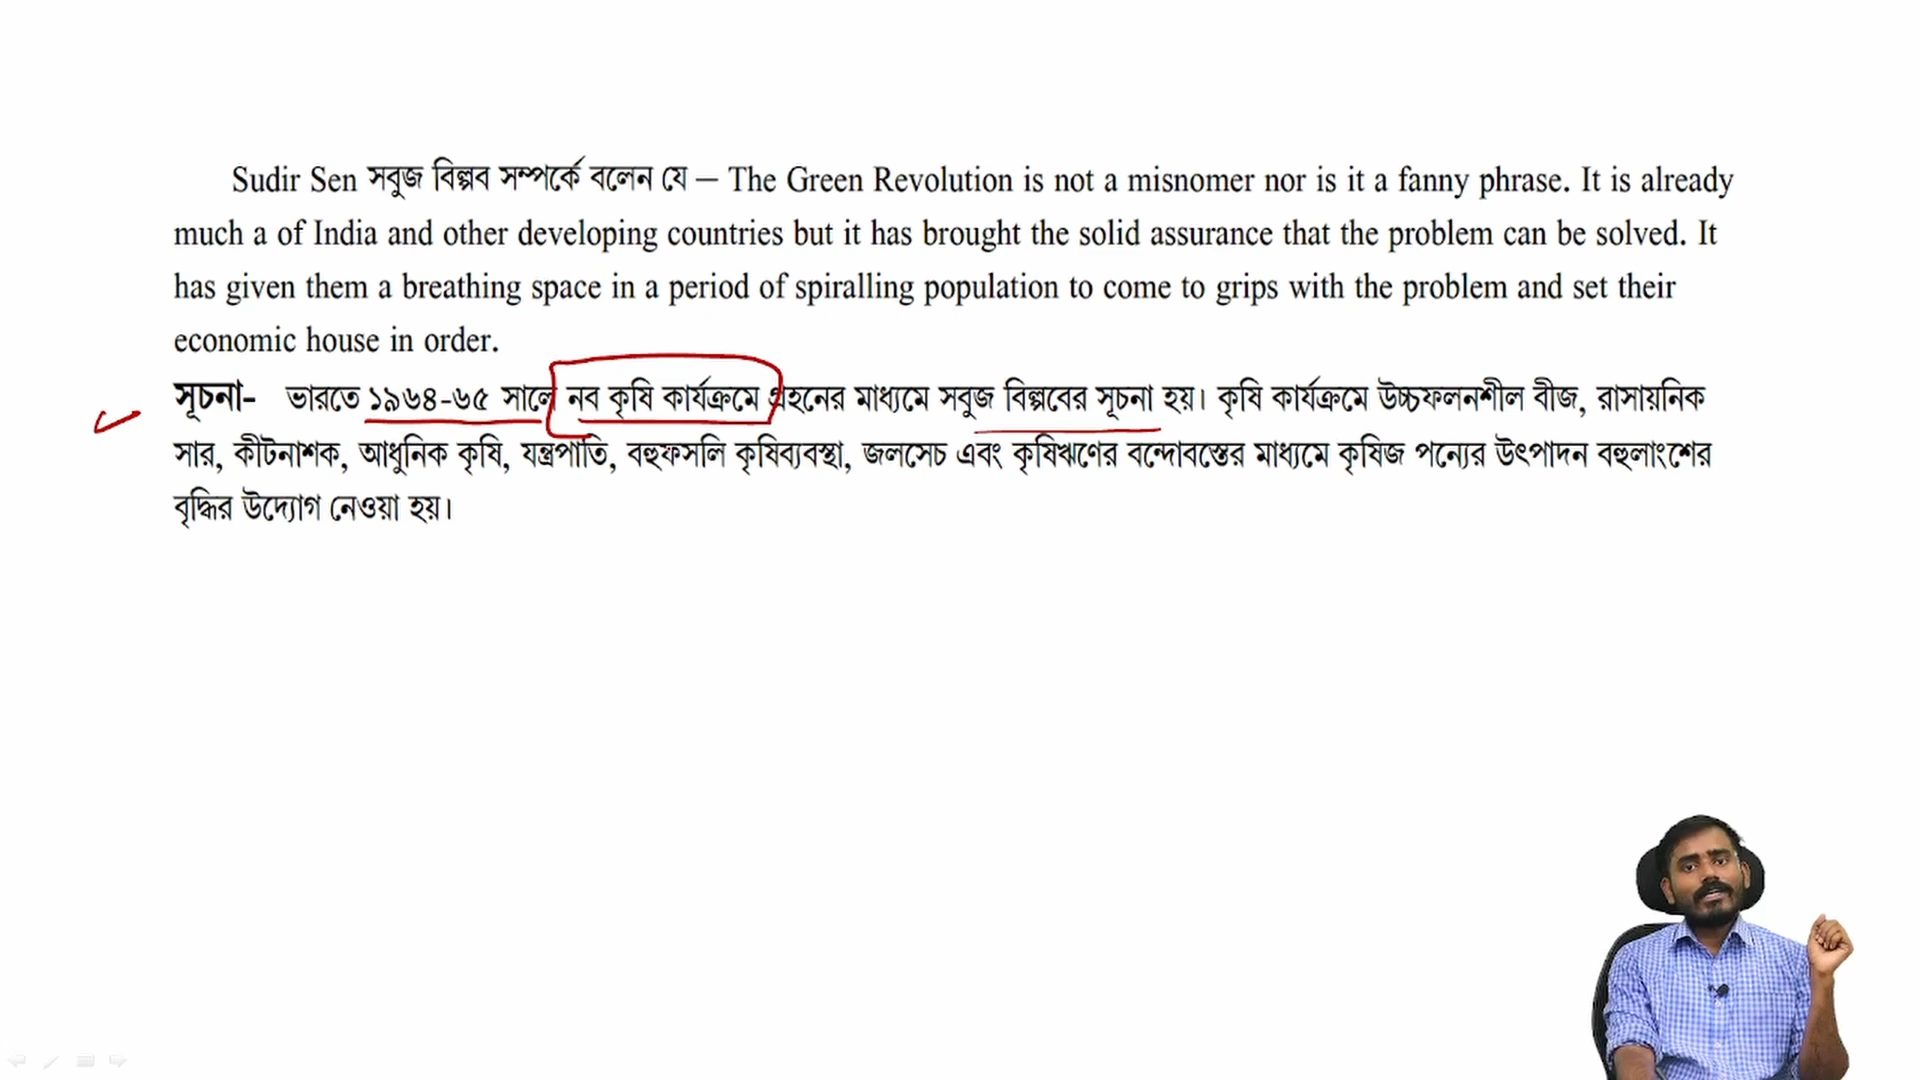 Sudir Sen সবুজ বিপ্লব সম্পর্কে বলেন যে – The Green Revolution is not a misnomer nor is it a fanny phrase. It is already
much a of India and other developing countries but it has brought the solid assurance that the problem can be solved. It
has given them a breathing space in a period of spiralling population to come to grips with the problem and set their
economic house in order.
সূচনা- ভারতে ১৯৬৪-৬৫ সালে নব কৃষি কার্যক্রমে গ্রহনের মাধ্যমে সবুজ বিপ্লবের সূচনা হয়। কৃষি কার্যক্রমে উচ্চফলনশীল বীজ, রাসায়নিক
সার, কীটনাশক, আধুনিক কৃষি, যন্ত্রপাতি, বহুফসলি কৃষিব্যবস্থা, জলসেচ এবং কৃষিঋণের বন্দোবস্তের মাধ্যমে কৃষিজ পন্যের উৎপাদন বহুলাংশের
বৃদ্ধির উদ্যোগ নেওয়া হয়।